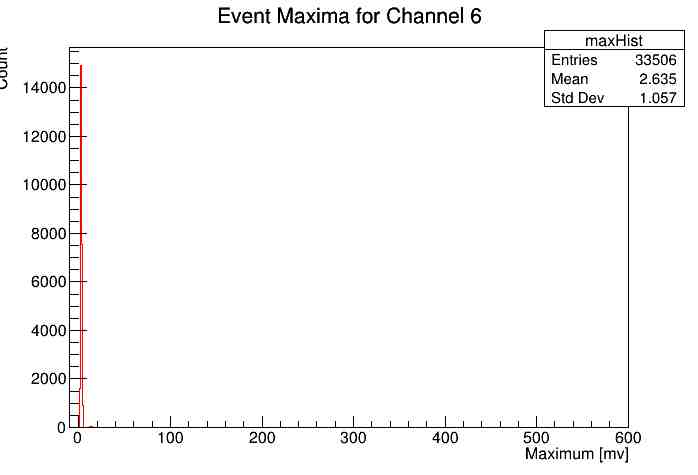 Event Maxima for Channel 6
maxHist
Entries 33506
Mean 2.635
Std Dev 1.057
Count
14000
12000
10000
8000
6000
4000
2000
0
0 100 200 300 400 500 600
Maximum [mv]